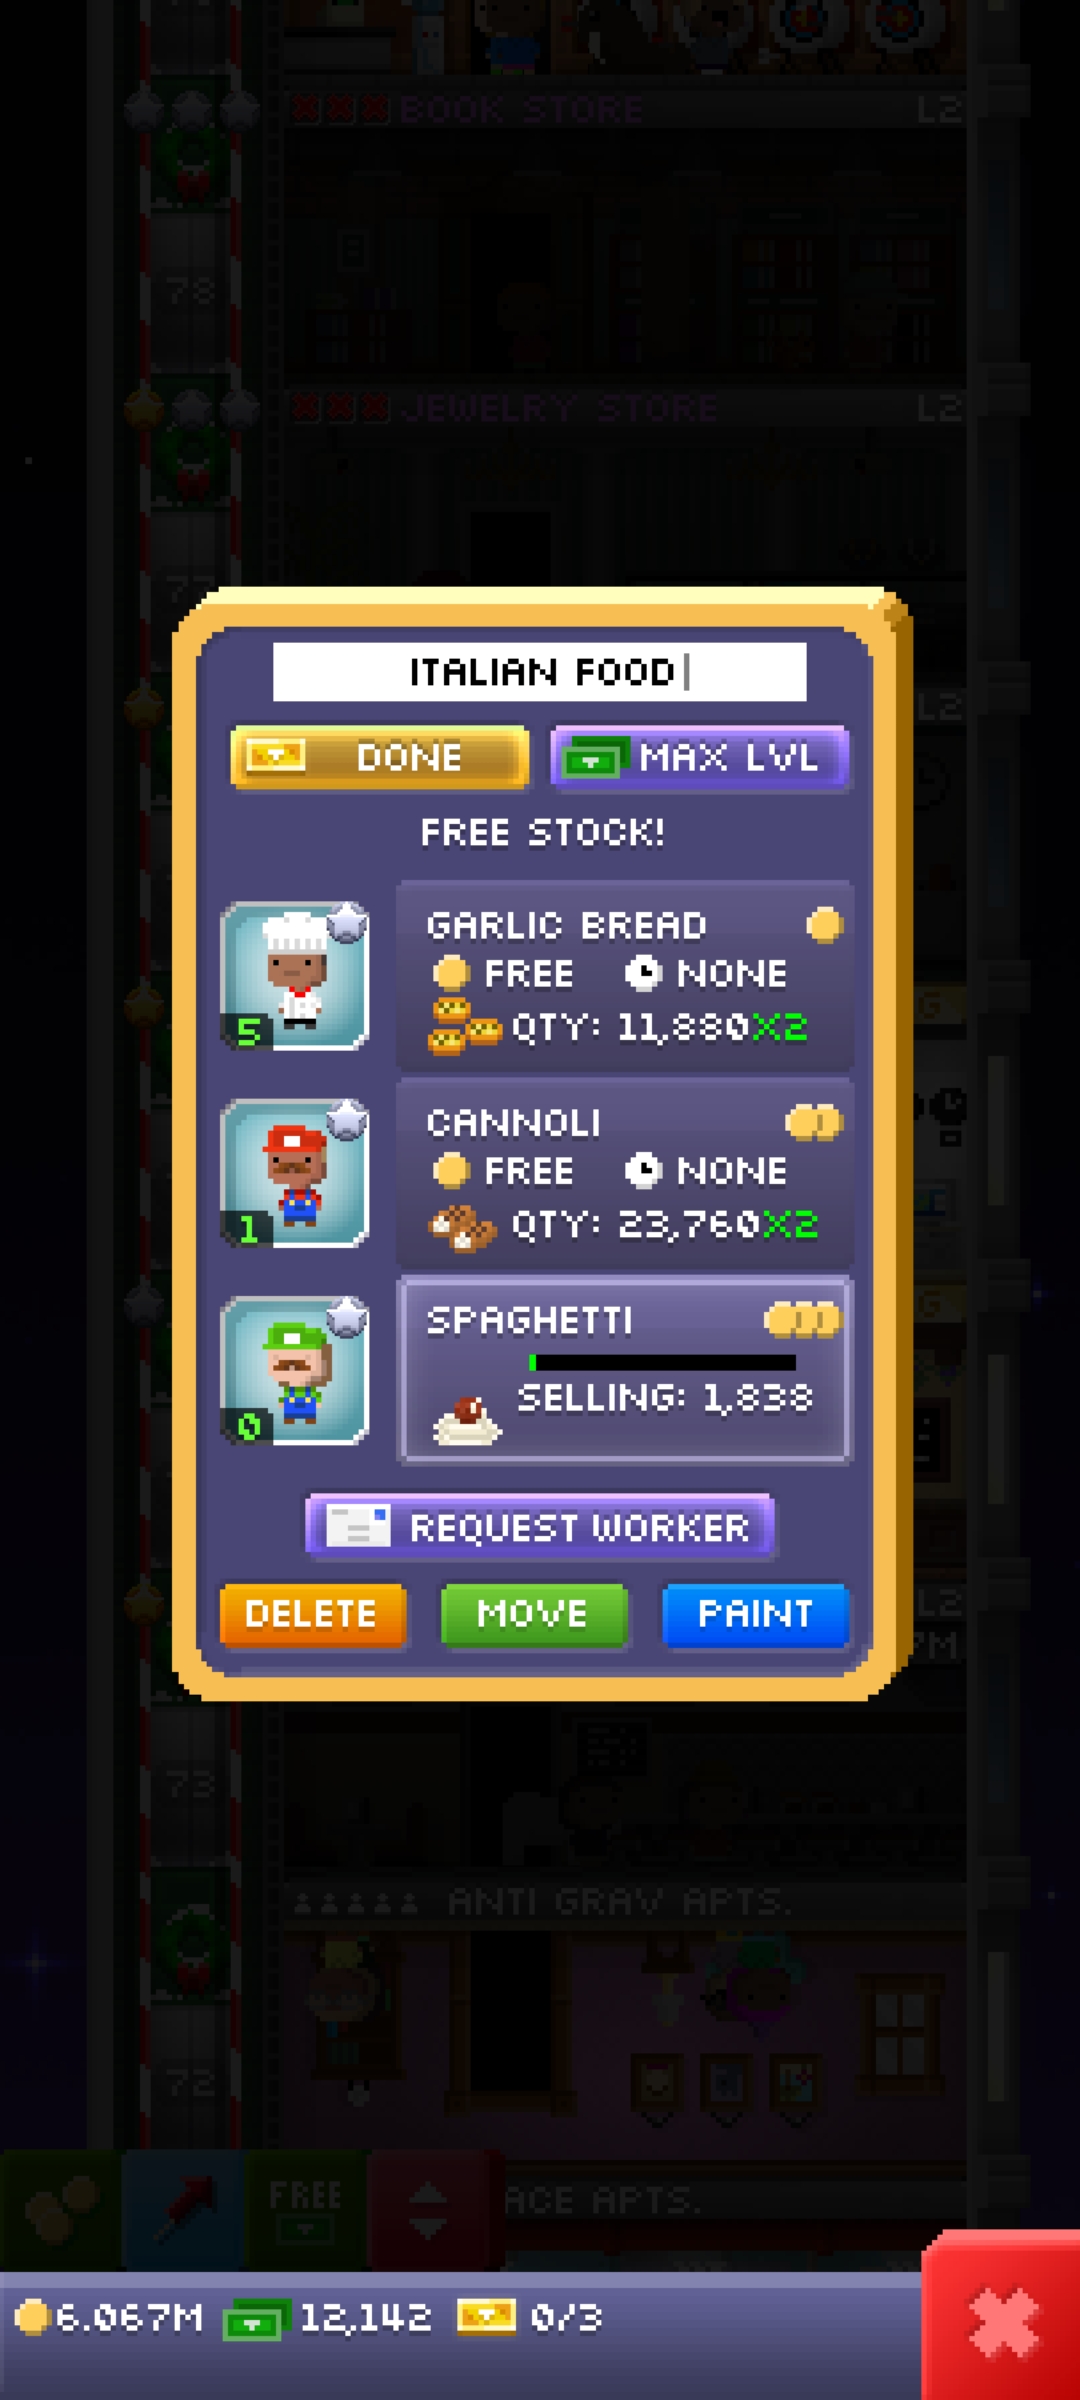 BOOK STORE L2
78
JEWELRY STORE L2
ITALIAN FOOD
L2
DONE MAX LVL
FREE STOCK!
GARLIC BREAD
FREE NONE
5 QTY: 11,880X2
CANNOLI
FREE NONE
1 QTY: 23,760X2
SPAGHETTI
SELLING: 1,838
0
REQUEST WORKER
L2
DELETE MOVE PAINT
73
ANTI GRAV APTS.
72
FREE
ACE APTS.
6.067M 12,142 0/3